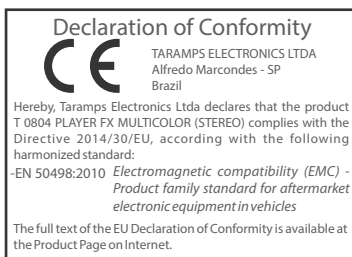 Declaration of Conformity
CE
TARAMPS ELECTRONICS LTDA
Alfredo Marcondes - SP
Brazil
Hereby, Taramps Electronics Ltda declares that the product
T 0804 PLAYER FX MULTICOLOR (STEREO) complies with the
Directive 2014/30/EU, according with the following
harmonized standard:
-EN 50498:2010 Electromagnetic compatibility (EMC) -
Product family standard for aftermarket
electronic equipment in vehicles
The full text of the EU Declaration of Conformity is available at
the Product Page on Internet.